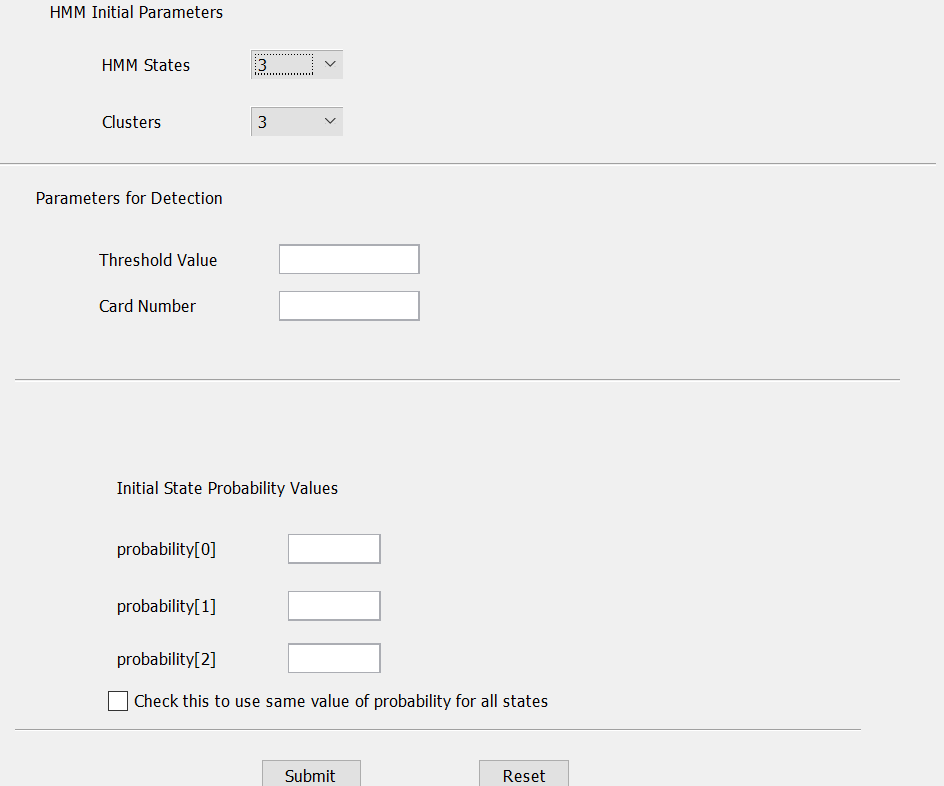 HMM Initial Parameters
HMM States 3
Clusters 3
Parameters for Detection
Threshold Value
Card Number
Initial State Probability Values
probability[0]
probability[1]
probability[2]
Check this to use same value of probability for all states
Submit Reset